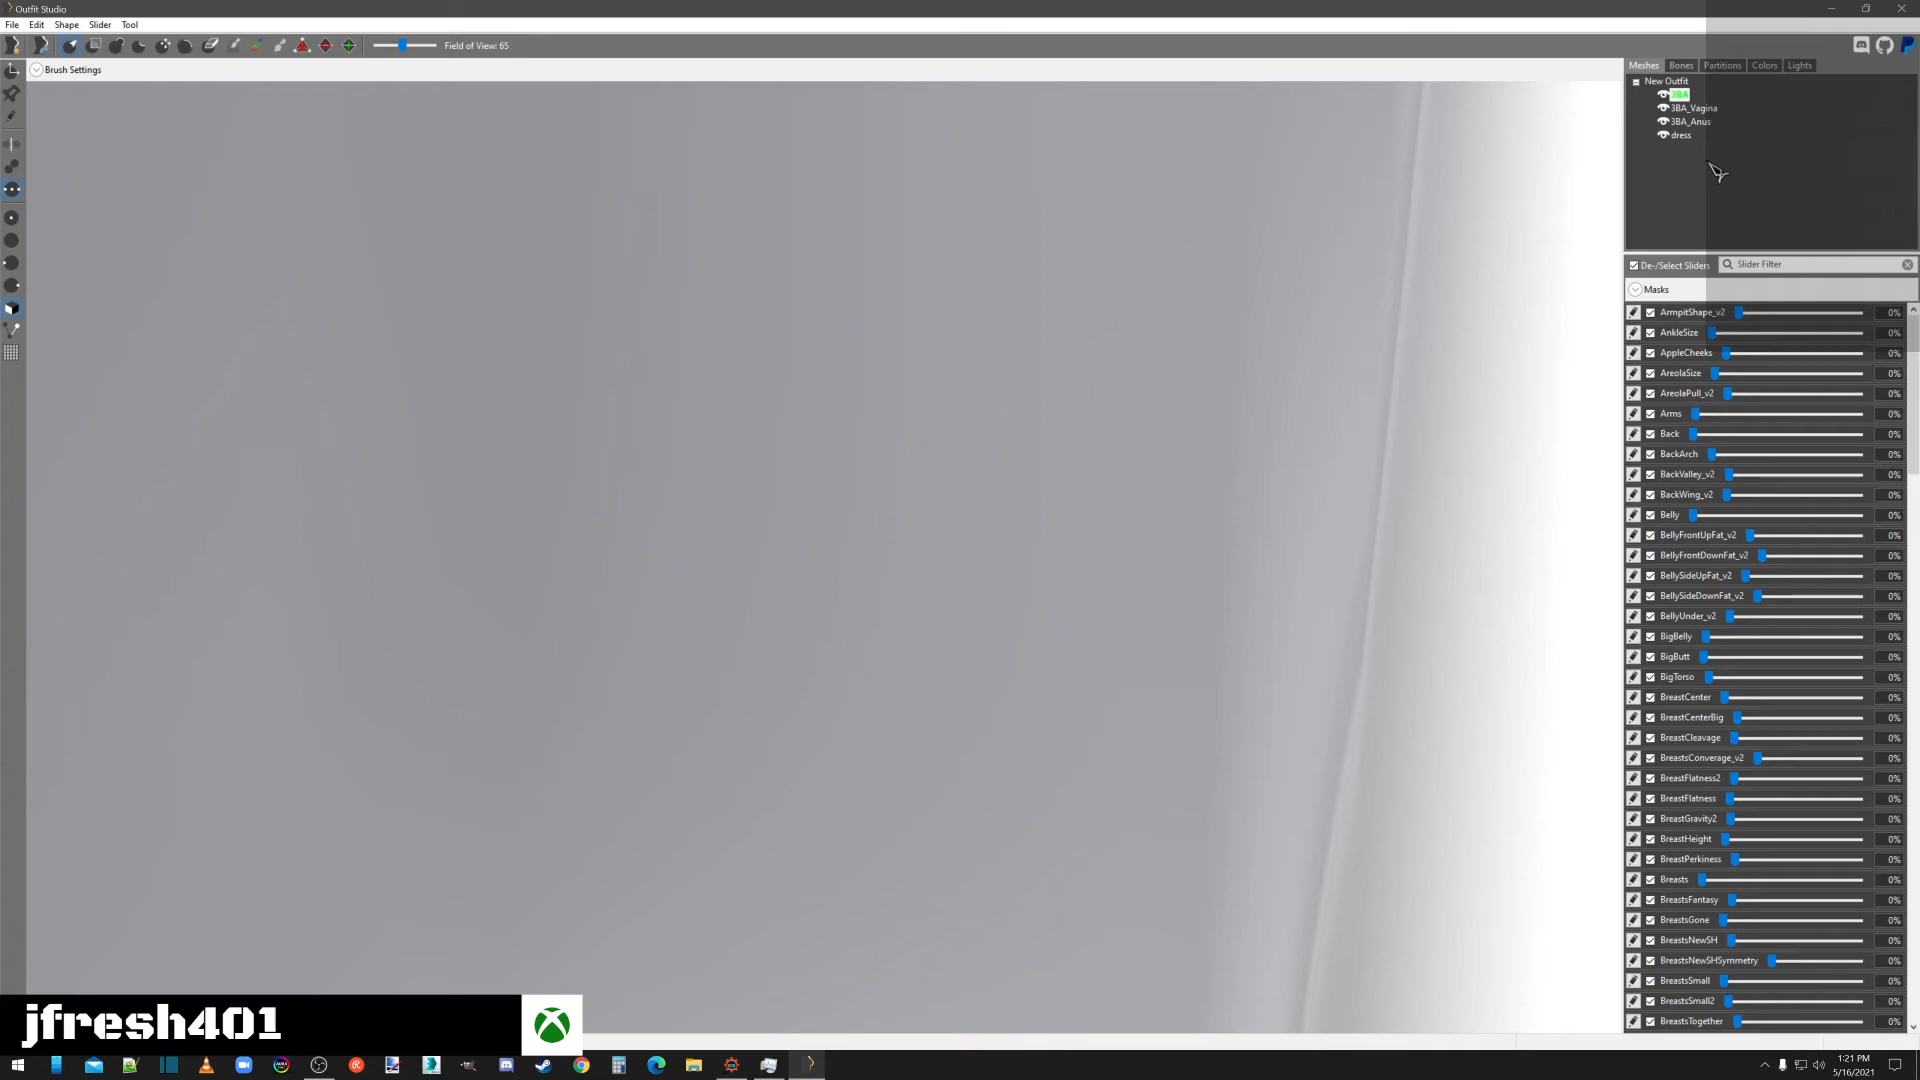 Outfit Studio
File Edit Shape Slider Tool
Field of View: 65
Brush Settings
Meshes Bones Partitions Colors Lights
New Outfit
3BA
3BA_Vagina
3BA_Anus
dress
De-/Select Sliders
Slider Filter
Masks
ArmpitShape_v2 0%
AnkleSize 0%
AppleCheeks 0%
AreolaSize 0%
AreolaPull_v2 0%
Arms 0%
Back 0%
BackArch 0%
BackValley_v2 0%
BackWing_v2 0%
Belly 0%
BellyFrontUpFat_v2 0%
BellyFrontDownFat_v2 0%
BellySideUpFat_v2 0%
BellySideDownFat_v2 0%
BellyUnder_v2 0%
BigBelly 0%
BigButt 0%
BigTorso 0%
BreastCenter 0%
BreastCenterBig 0%
BreastCleavage 0%
BreastsConverage_v2 0%
BreastFlatness2 0%
BreastFlatness 0%
BreastGravity2 0%
BreastHeight 0%
BreastPerkiness 0%
Breasts 0%
BreastsFantasy 0%
BreastsGone 0%
BreastsNewSH 0%
BreastsNewSHSymmetry 0%
BreastsSmall 0%
BreastsSmall2 0%
BreastsTogether 0%
jfresh401
1:21 PM
5/16/2021